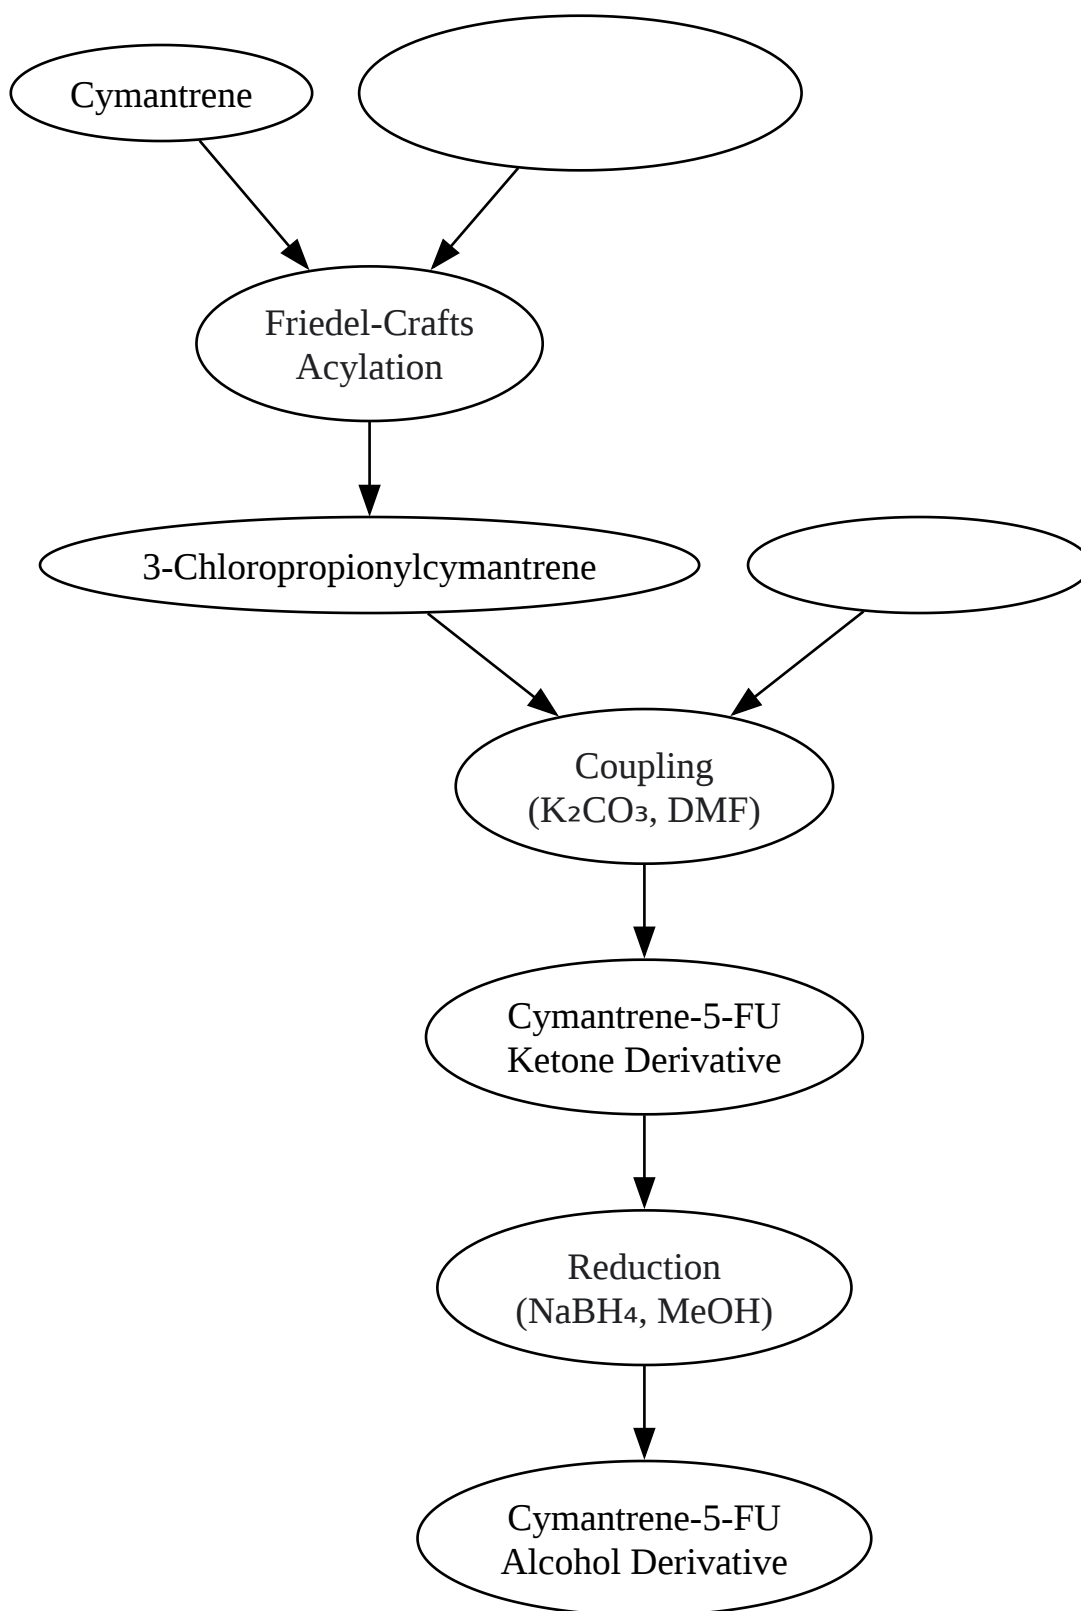 Cymantrene
Friedel-Crafts
Acylation
3-Chloropropionylcymantrene
Coupling
(K₂CO₃, DMF)
Cymantrene-5-FU
Ketone Derivative
Reduction
(NaBH₄, MeOH)
Cymantrene-5-FU
Alcohol Derivative